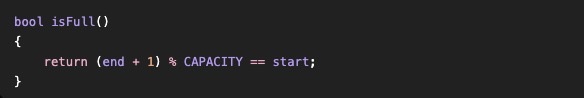 bool isFull()
{
    return (end + 1) % CAPACITY == start;
}